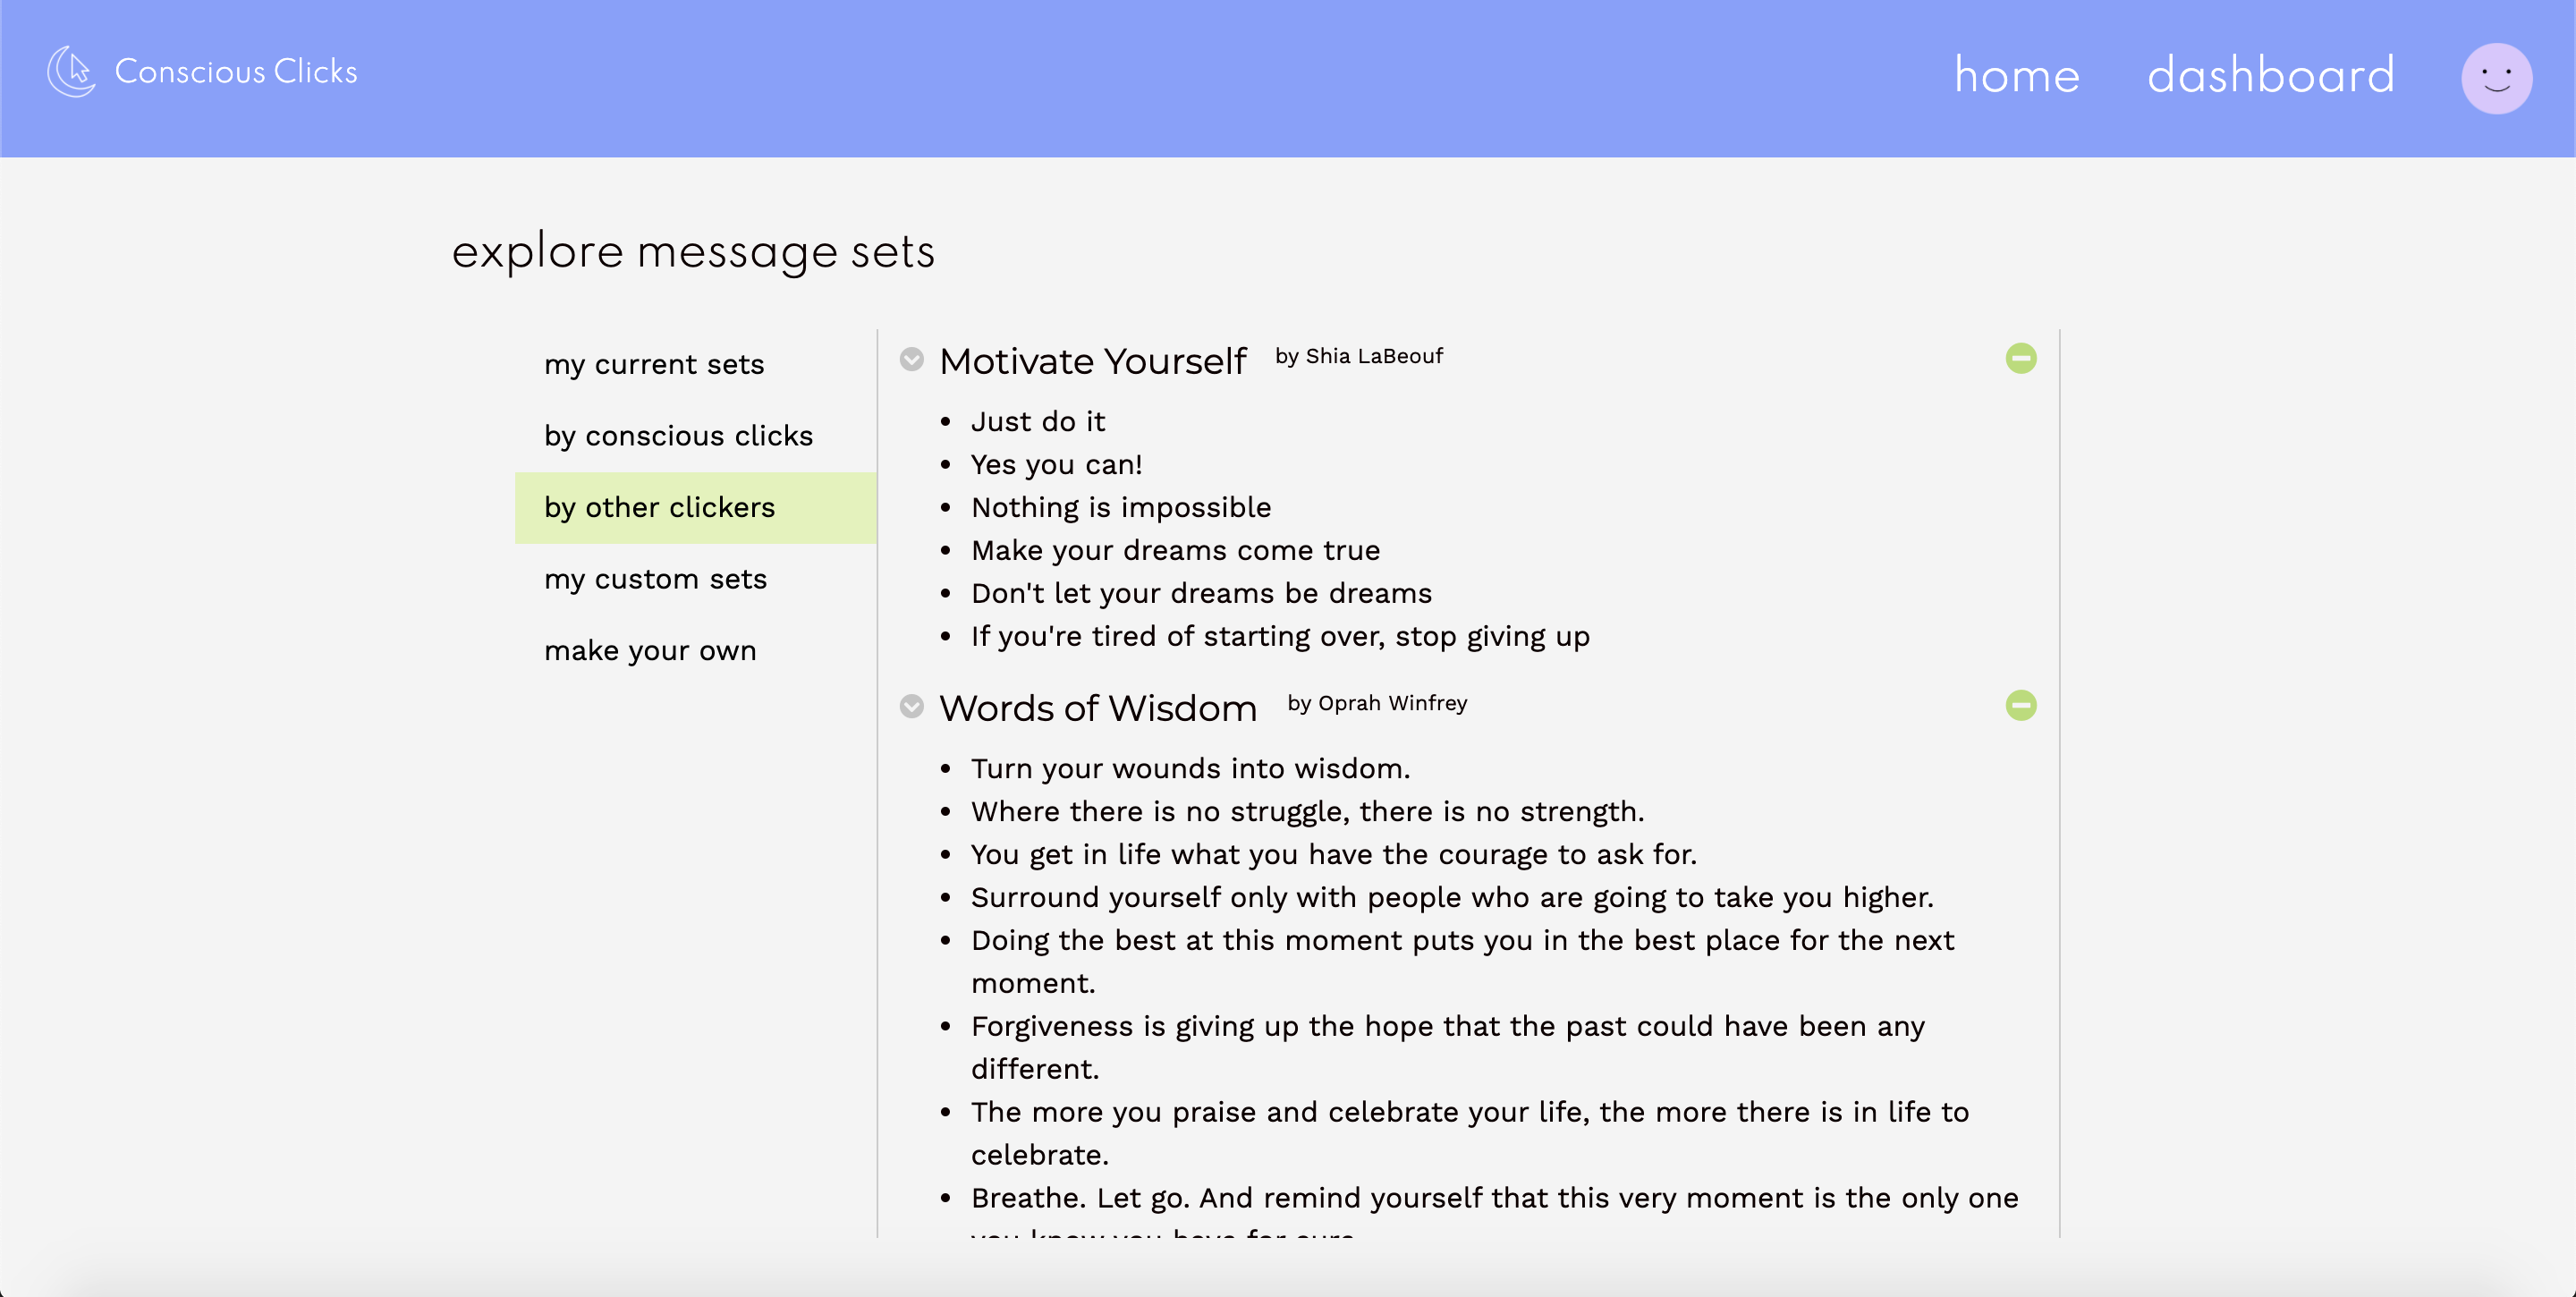 Conscious Clicks
home
dashboard
explore message sets
my current sets
by conscious clicks
by other clickers
my custom sets
make your own
Motivate Yourself by Shia LaBeouf
• Just do it
• Yes you can!
• Nothing is impossible
• Make your dreams come true
• Don't let your dreams be dreams
• If you're tired of starting over, stop giving up
Words of Wisdom by Oprah Winfrey
• Turn your wounds into wisdom.
• Where there is no struggle, there is no strength.
• You get in life what you have the courage to ask for.
• Surround yourself only with people who are going to take you higher.
• Doing the best at this moment puts you in the best place for the next
moment.
• Forgiveness is giving up the hope that the past could have been any
different.
• The more you praise and celebrate your life, the more there is in life to
celebrate.
• Breathe. Let go. And remind yourself that this very moment is the only one
you know you have for sure